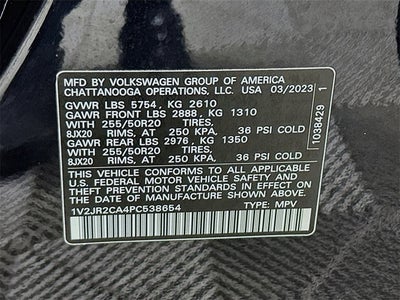 MFD. BY VOLKSWAGEN GROUP OF AMERICA
CHATTANOOGA OPERATIONS, LLC. USA 03/2023
GVWR LBS 5754, KG 2610
GAWR FRONT LBS 2888, KG 1310
WITH 255/50R20 TIRES,
8JX20 RIMS, AT 250 KPA, 36 PSI COLD
GAWR REAR LBS 2976, KG 1350
WITH 255/50R20 TIRES,
8JX20 RIMS, AT 250 KPA, 36 PSI COLD
THIS VEHICLE CONFORMS TO ALL APPLICABLE
U.S. FEDERAL MOTOR VEHICLE SAFETY
STANDARDS IN EFFECT ON THE DATE OF
MANUFACTURE SHOWN ABOVE.
1V2JR2CA4PC538654 TYPE: MPV
1038429 1